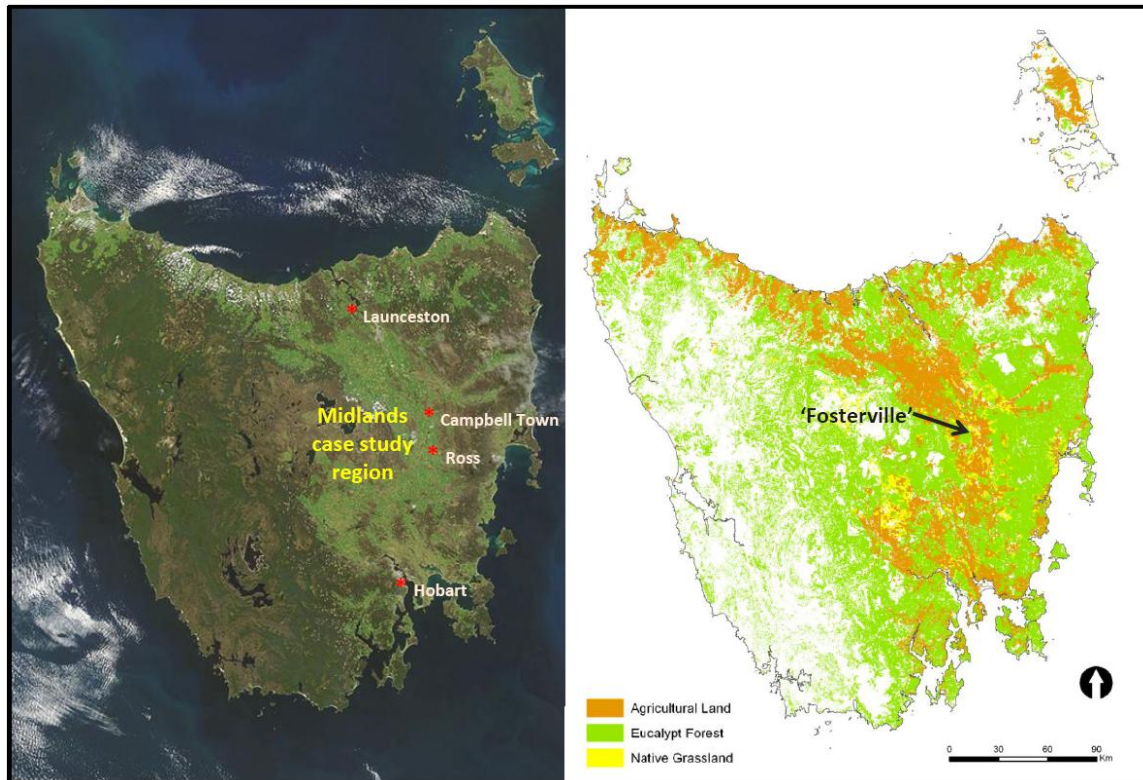 Launceston
Campbell Town
Midlands
case study
region
Ross
Hobart
‘Fosterville’
Agricultural Land
Eucalypt Forest
Native Grassland
0 30 60 90
Km